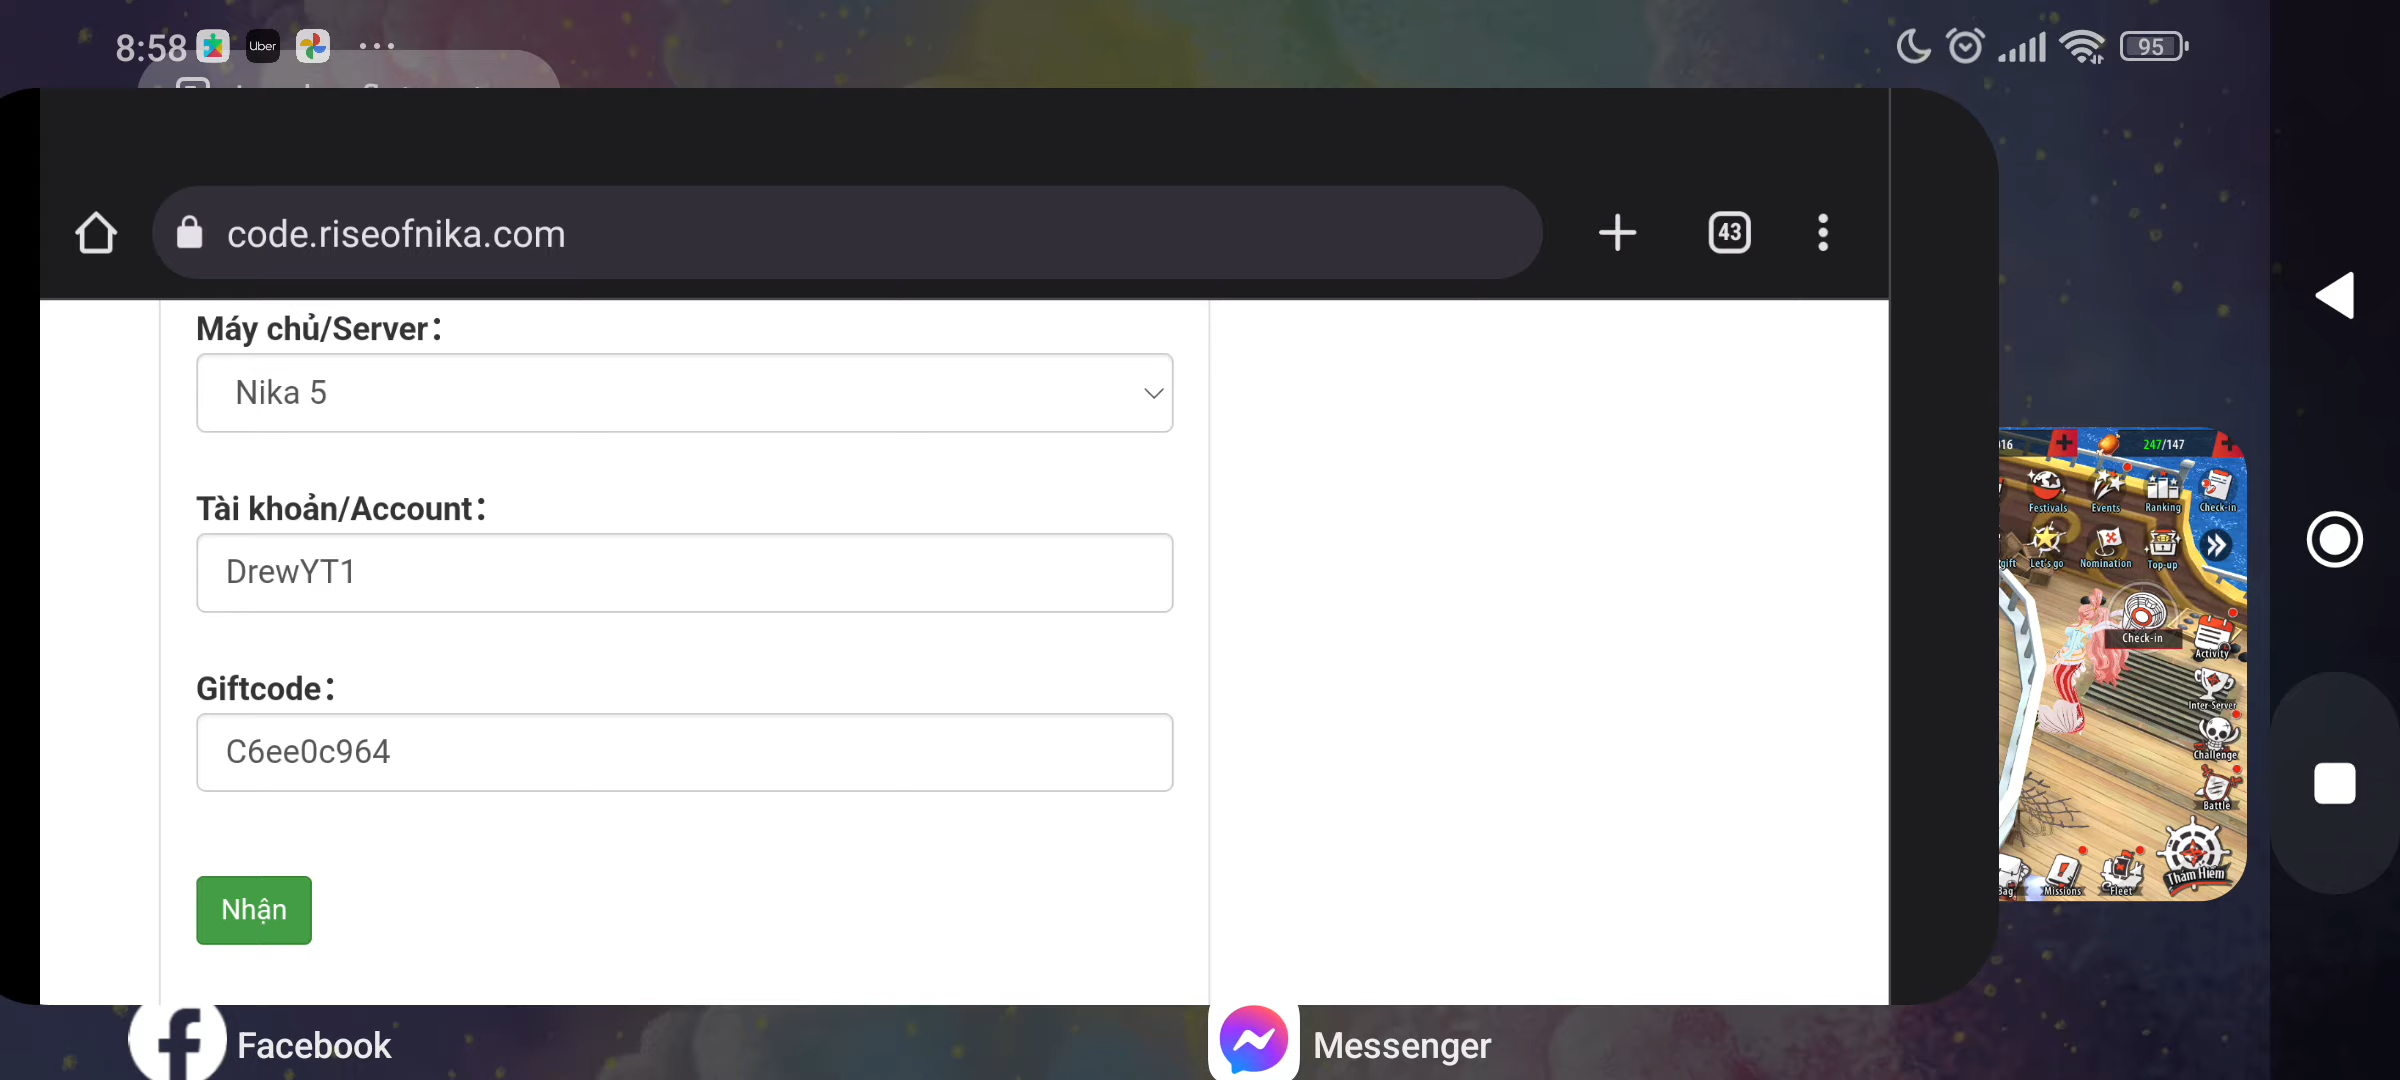 8:58
Uber
95
code.riseofnika.com
43
Máy chủ/Server:
Nika 5
Tài khoản/Account:
DrewYT1
Giftcode:
C6ee0c964
Nhận
247/147
Festivals
Events
Ranking
Check-in
gift
Let's go
Nomination
Top-up
Check-in
Activity
Inter-Server
Challenge
Battle
Bag
Missions
Fleet
Thám Hiểm
Facebook
Messenger